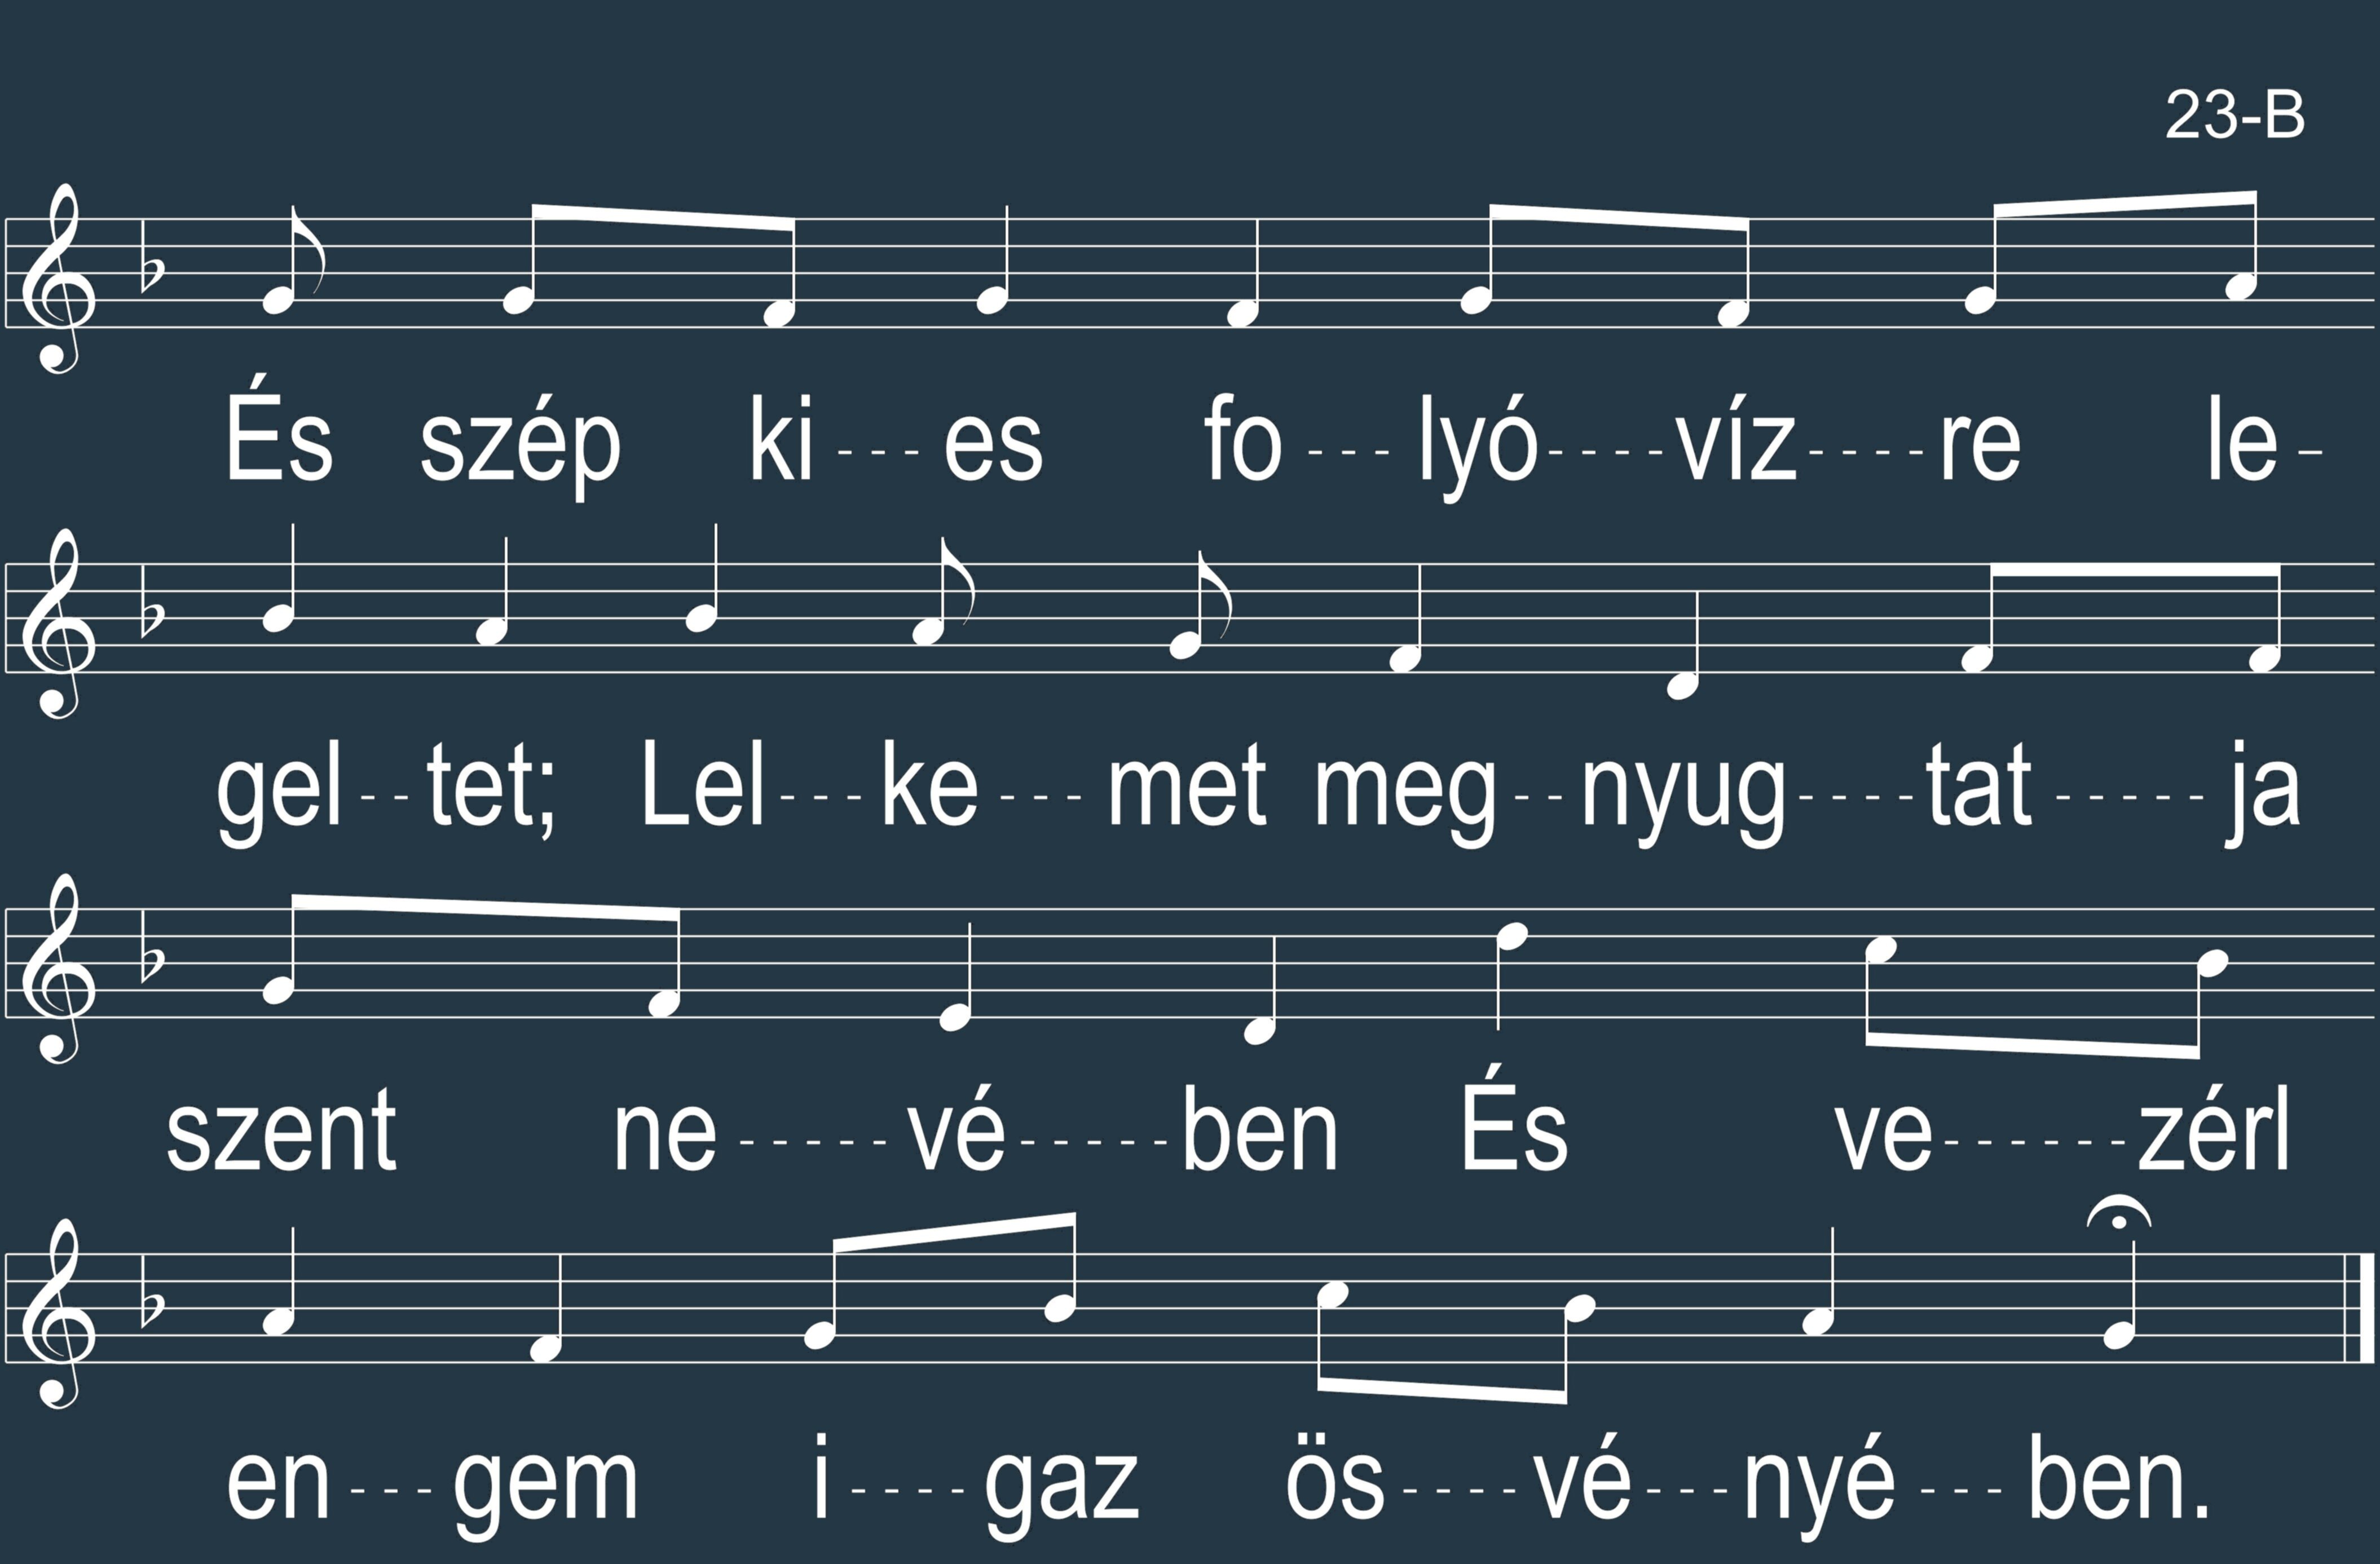 23-B
És szép ki---es fo---lyó----víz----re le-
gel--tet; Lel---ke---met meg--nyug----tat-----ja
szent ne-----vé-----ben És ve------zérl
en---gem i----gaz ös----vé---nyé---ben.